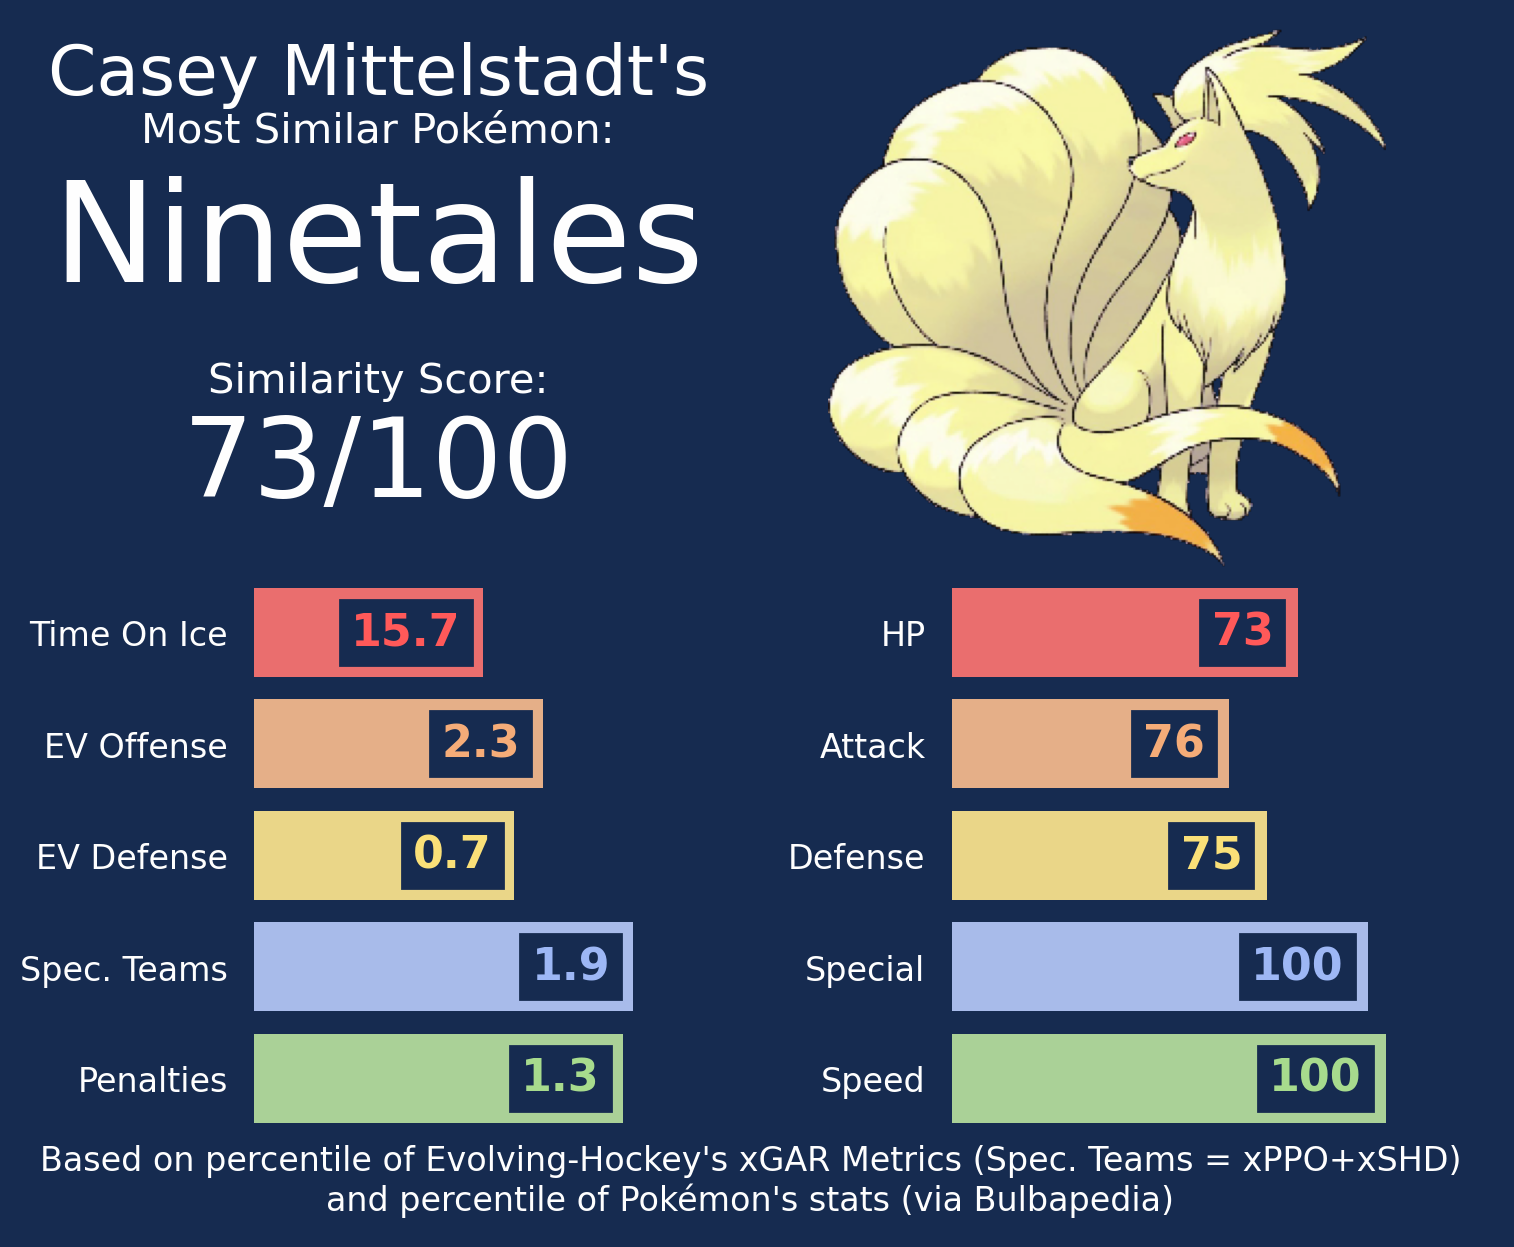 Casey Mittelstadt's
Most Similar Pokémon:
Ninetales
Similarity Score:
73/100
Time On Ice 15.7
EV Offense 2.3
EV Defense 0.7
Spec. Teams 1.9
Penalties 1.3
HP 73
Attack 76
Defense 75
Special 100
Speed 100
Based on percentile of Evolving-Hockey's xGAR Metrics (Spec. Teams = xPPO+xSHD)
and percentile of Pokémon's stats (via Bulbapedia)